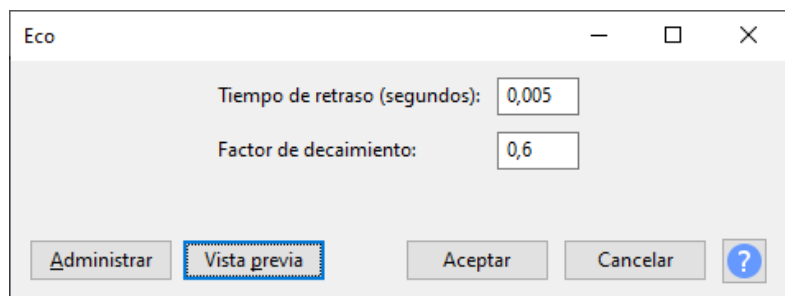 Eco
Tiempo de retraso (segundos): 0,005
Factor de decaimiento: 0,6
Administrar Vista previa Aceptar Cancelar ?